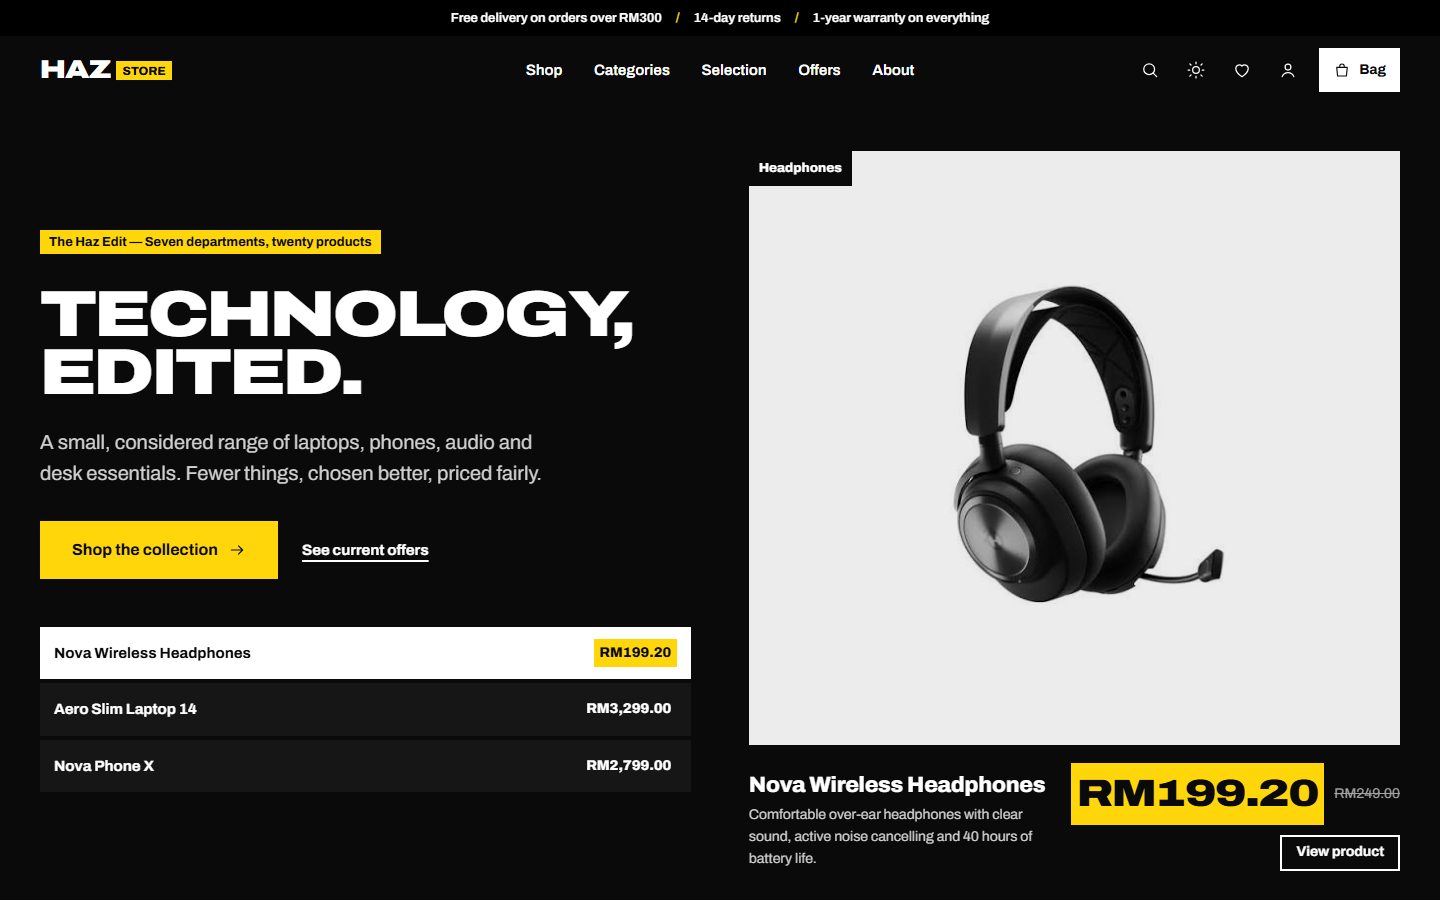 Free delivery on orders over RM300 / 14-day returns / 1-year warranty on everything
HAZ STORE
Shop Categories Selection Offers About
Bag
The Haz Edit — Seven departments, twenty products
TECHNOLOGY,
EDITED.
A small, considered range of laptops, phones, audio and
desk essentials. Fewer things, chosen better, priced fairly.
Shop the collection
See current offers
Nova Wireless Headphones RM199.20
Aero Slim Laptop 14 RM3,299.00
Nova Phone X RM2,799.00
Headphones
Nova Wireless Headphones
Comfortable over-ear headphones with clear
sound, active noise cancelling and 40 hours of
battery life.
RM199.20 RM249.00
View product